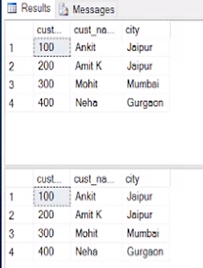 Results Messages
cust... cust_na... city
1 100 Ankit Jaipur
2 200 Amit K Jaipur
3 300 Mohit Mumbai
4 400 Neha Gurgaon
cust... cust_na... city
1 100 Ankit Jaipur
2 200 Amit K Jaipur
3 300 Mohit Mumbai
4 400 Neha Gurgaon